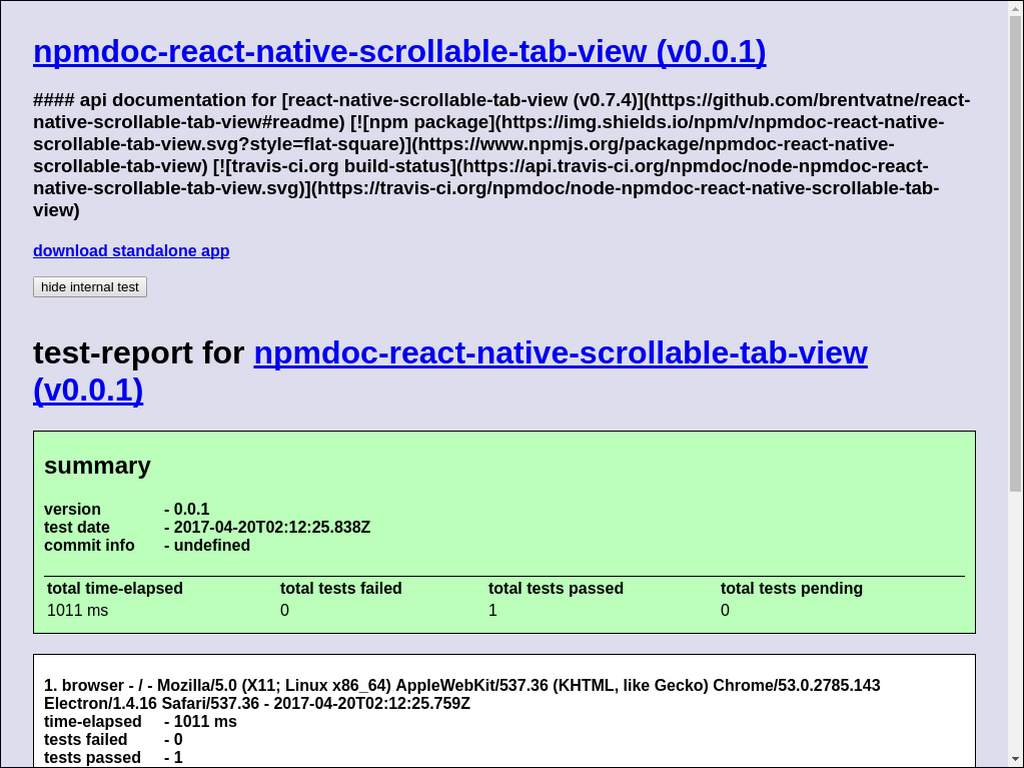 npmdoc-react-native-scrollable-tab-view (v0.0.1)
#### api documentation for [react-native-scrollable-tab-view (v0.7.4)](https://github.com/brentvatne/react-
native-scrollable-tab-view#readme) [![npm package](https://img.shields.io/npm/v/npmdoc-react-native-
scrollable-tab-view.svg?style=flat-square)](https://www.npmjs.org/package/npmdoc-react-native-
scrollable-tab-view) [![travis-ci.org build-status](https://api.travis-ci.org/npmdoc/node-npmdoc-react-
native-scrollable-tab-view.svg)](https://travis-ci.org/npmdoc/node-npmdoc-react-native-scrollable-tab-
view)
download standalone app
hide internal test
test-report for npmdoc-react-native-scrollable-tab-view
(v0.0.1)
summary
version - 0.0.1
test date - 2017-04-20T02:12:25.838Z
commit info - undefined
total time-elapsed total tests failed total tests passed total tests pending
1011 ms 0 1 0
1. browser - / - Mozilla/5.0 (X11; Linux x86_64) AppleWebKit/537.36 (KHTML, like Gecko) Chrome/53.0.2785.143
Electron/1.4.16 Safari/537.36 - 2017-04-20T02:12:25.759Z
time-elapsed - 1011 ms
tests failed - 0
tests passed - 1